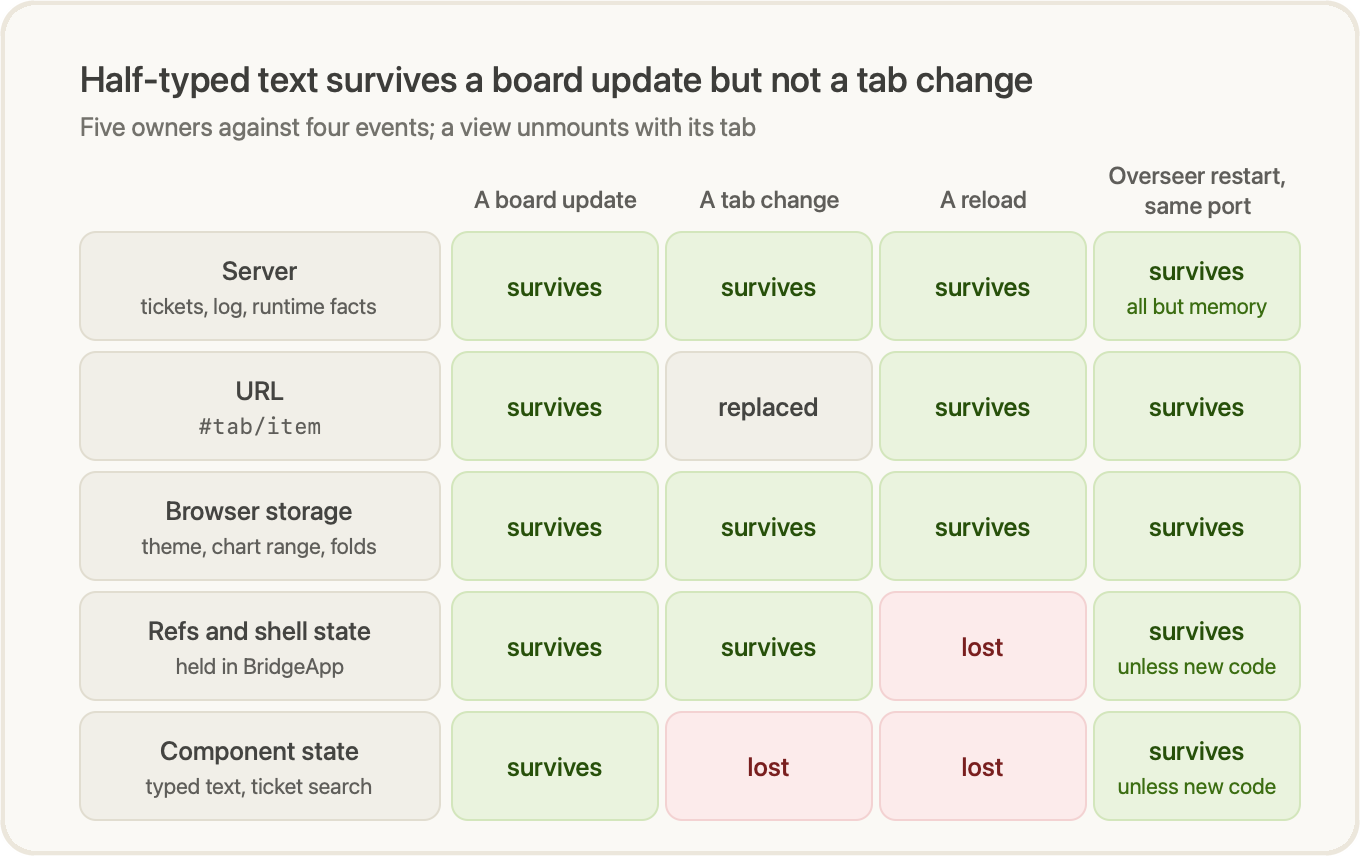 Half-typed text survives a board update but not a tab change
Five owners against four events; a view unmounts with its tab
A board update
A tab change
A reload
Overseer restart,
same port
Server
tickets, log, runtime facts
survives
survives
survives
survives
all but memory
URL
#tab/item
survives
replaced
survives
survives
Browser storage
theme, chart range, folds
survives
survives
survives
survives
Refs and shell state
held in BridgeApp
survives
survives
lost
survives
unless new code
Component state
typed text, ticket search
survives
lost
lost
survives
unless new code